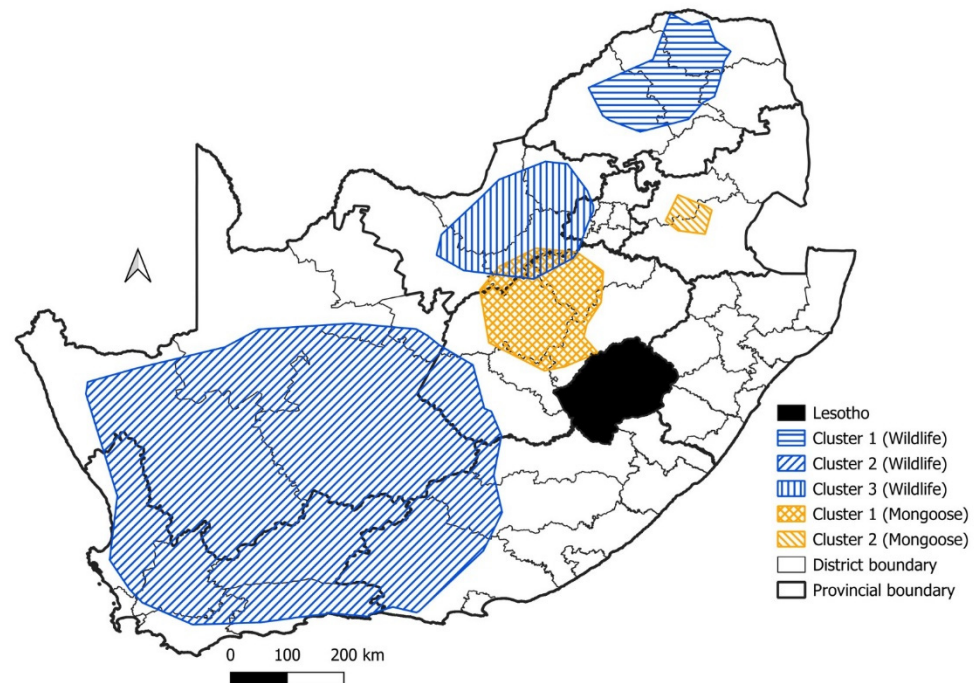 Lesotho
Cluster 1 (Wildlife)
Cluster 2 (Wildlife)
Cluster 3 (Wildlife)
Cluster 1 (Mongoose)
Cluster 2 (Mongoose)
District boundary
Provincial boundary
0 100 200 km